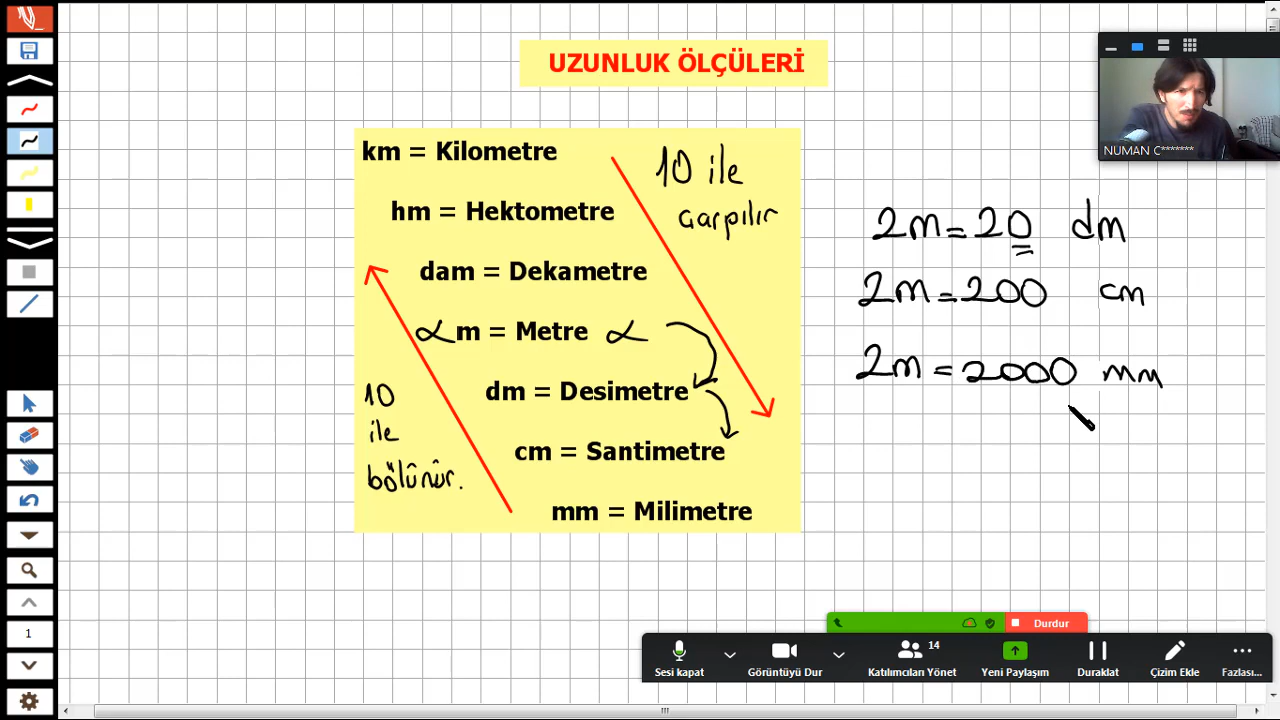 UZUNLUK ÖLÇÜLERİ
NUMAN C*******
km = Kilometre
10 ile
çarpılır
hm = Hektometre
dam = Dekametre
αm = Metre α
dm = Desimetre
10
ile
bölünür.
cm = Santimetre
mm = Milimetre
2m = 20 dm
2m = 200 cm
2m = 2000 mm
1
Durdur
14
Sesi kapat
Görüntüyü Dur
Katılımcıları Yönet
Yeni Paylaşım
Duraklat
Çizim Ekle
Fazlası...